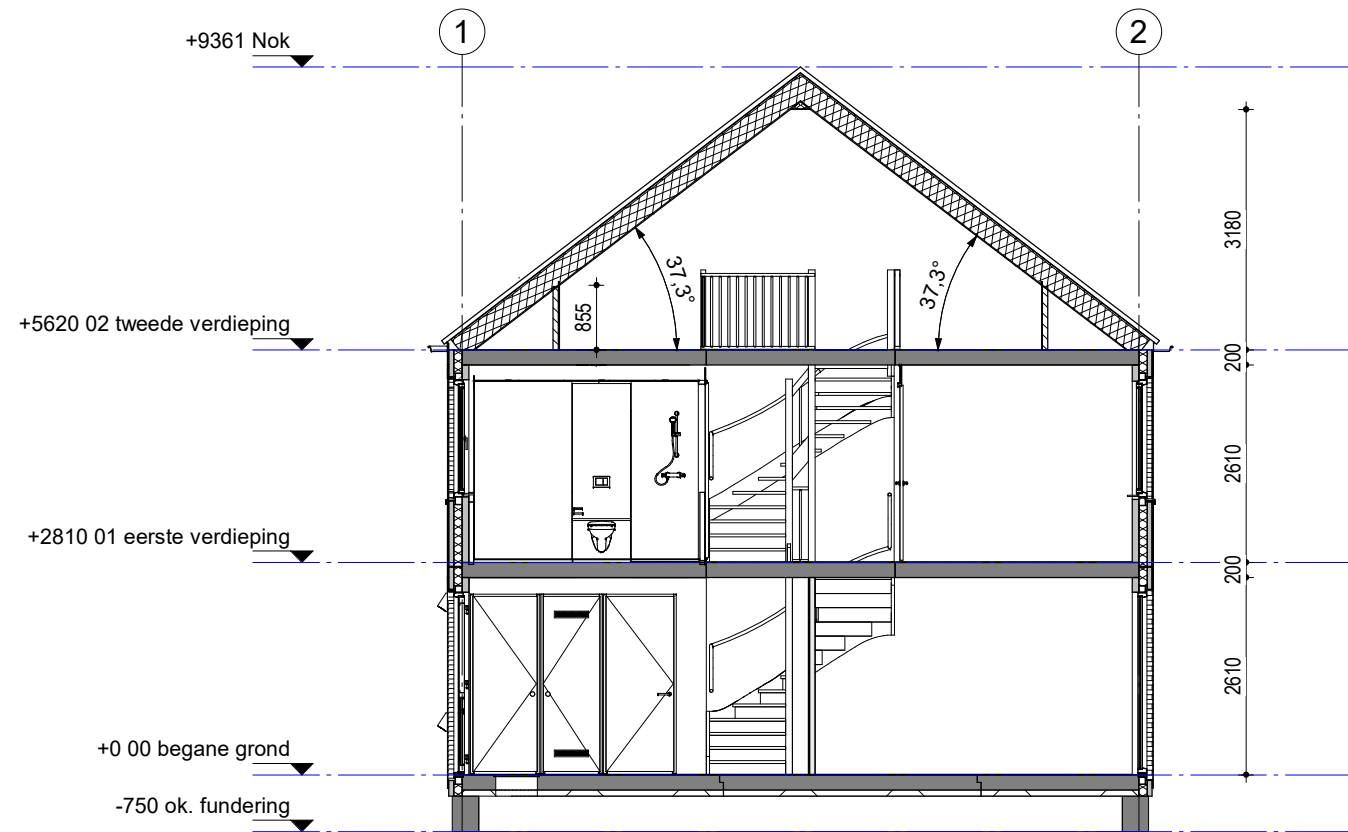 1
2
+9361 Nok
3180
37,3°
37,3°
855
+5620 02 tweede verdieping
200
2610
+2810 01 eerste verdieping
200
2610
+0 00 begane grond
-750 ok. fundering